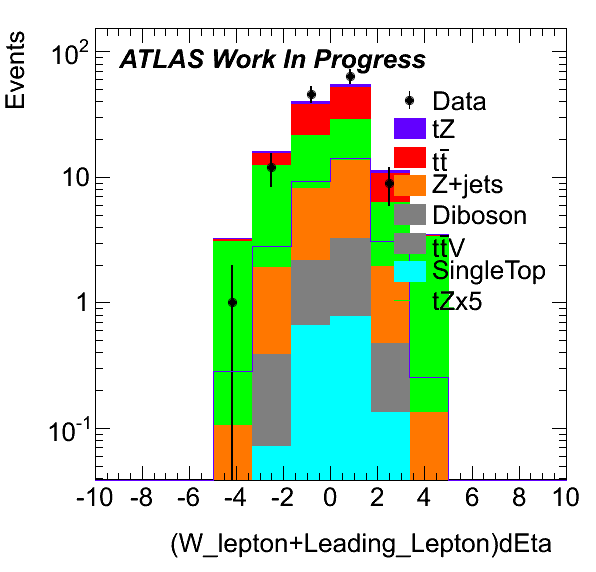 Events
10²
10
1
10⁻¹
ATLAS Work In Progress
Data
tZ
tt̄
Z+jets
Diboson
tt̄V
SingleTop
tZx5
-10 -8 -6 -4 -2 0 2 4 6 8 10
(W_lepton+Leading_Lepton)dEta